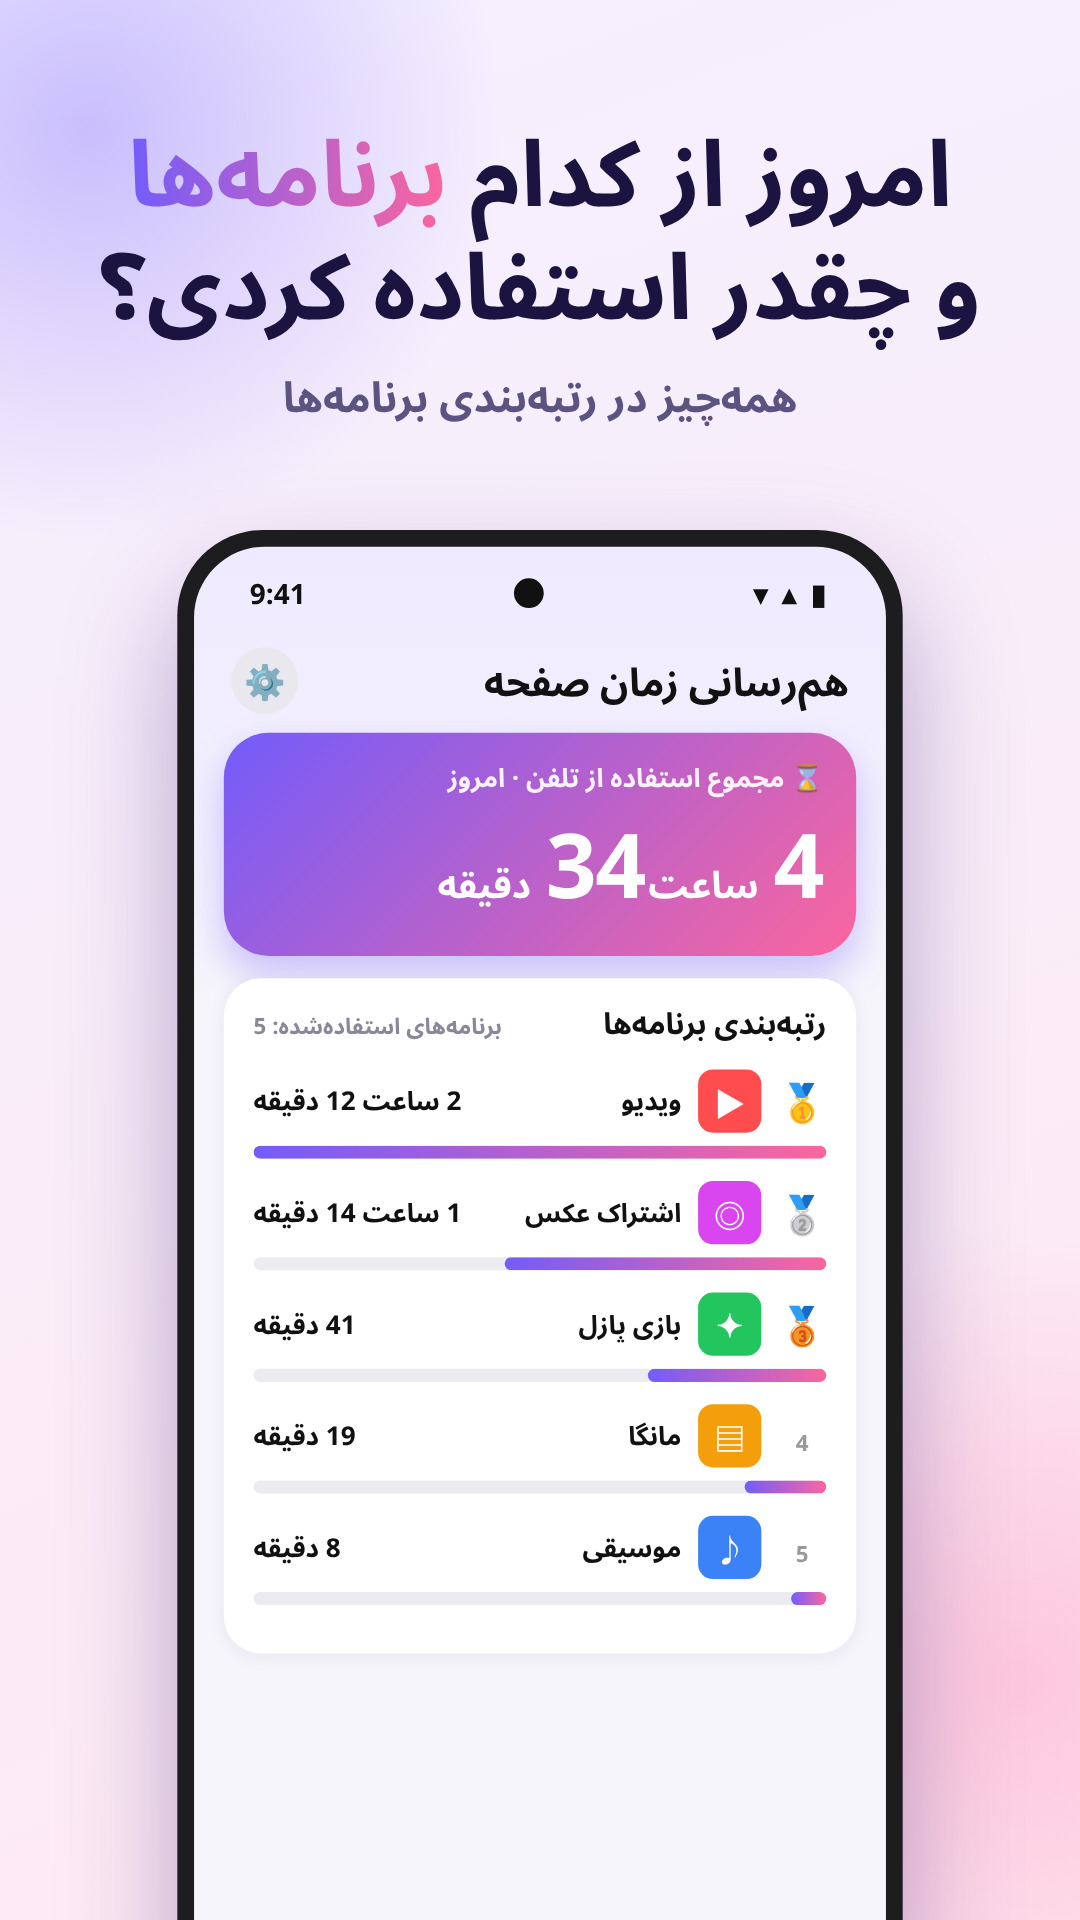 امروز از کدام برنامه‌ها
و چقدر استفاده کردی؟
همه‌چیز در رتبه‌بندی برنامه‌ها
9:41
هم‌رسانی زمان صفحه
⌛ مجموع استفاده از تلفن · امروز
4 ساعت 34 دقیقه
رتبه‌بندی برنامه‌ها
برنامه‌های استفاده‌شده: 5
🥇 ویدیو 2 ساعت 12 دقیقه
🥈 اشتراک عکس 1 ساعت 14 دقیقه
🥉 بازی پازل 41 دقیقه
4 مانگا 19 دقیقه
5 موسیقی 8 دقیقه